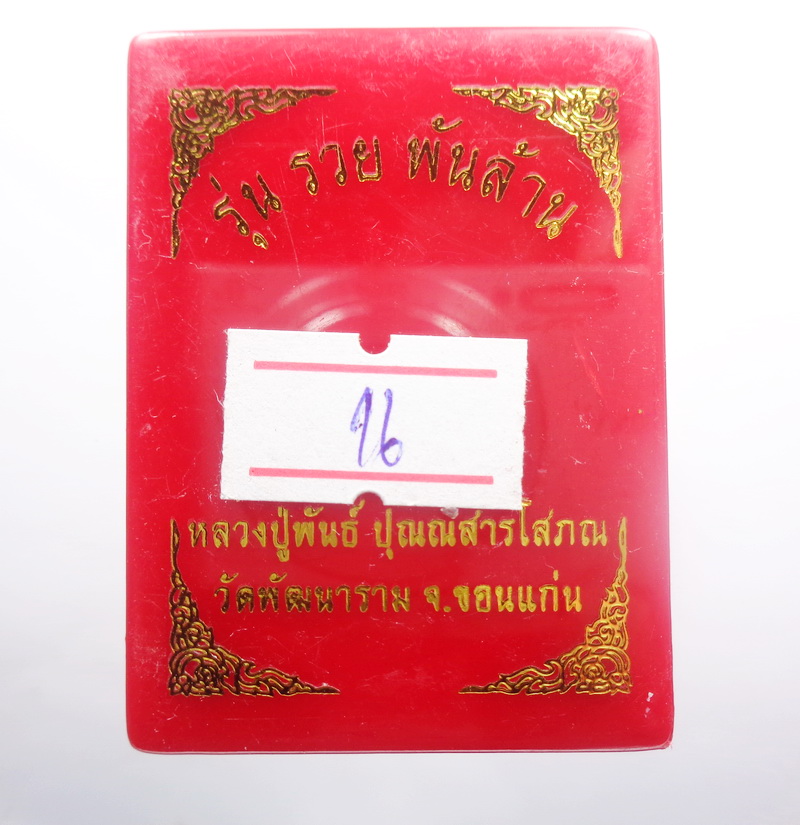 รุ่น รวย พันล้าน
หลวงปู่พันธ์ ปุณณสารโสภณ
วัดพัฒนาราม จ.ขอนแก่น